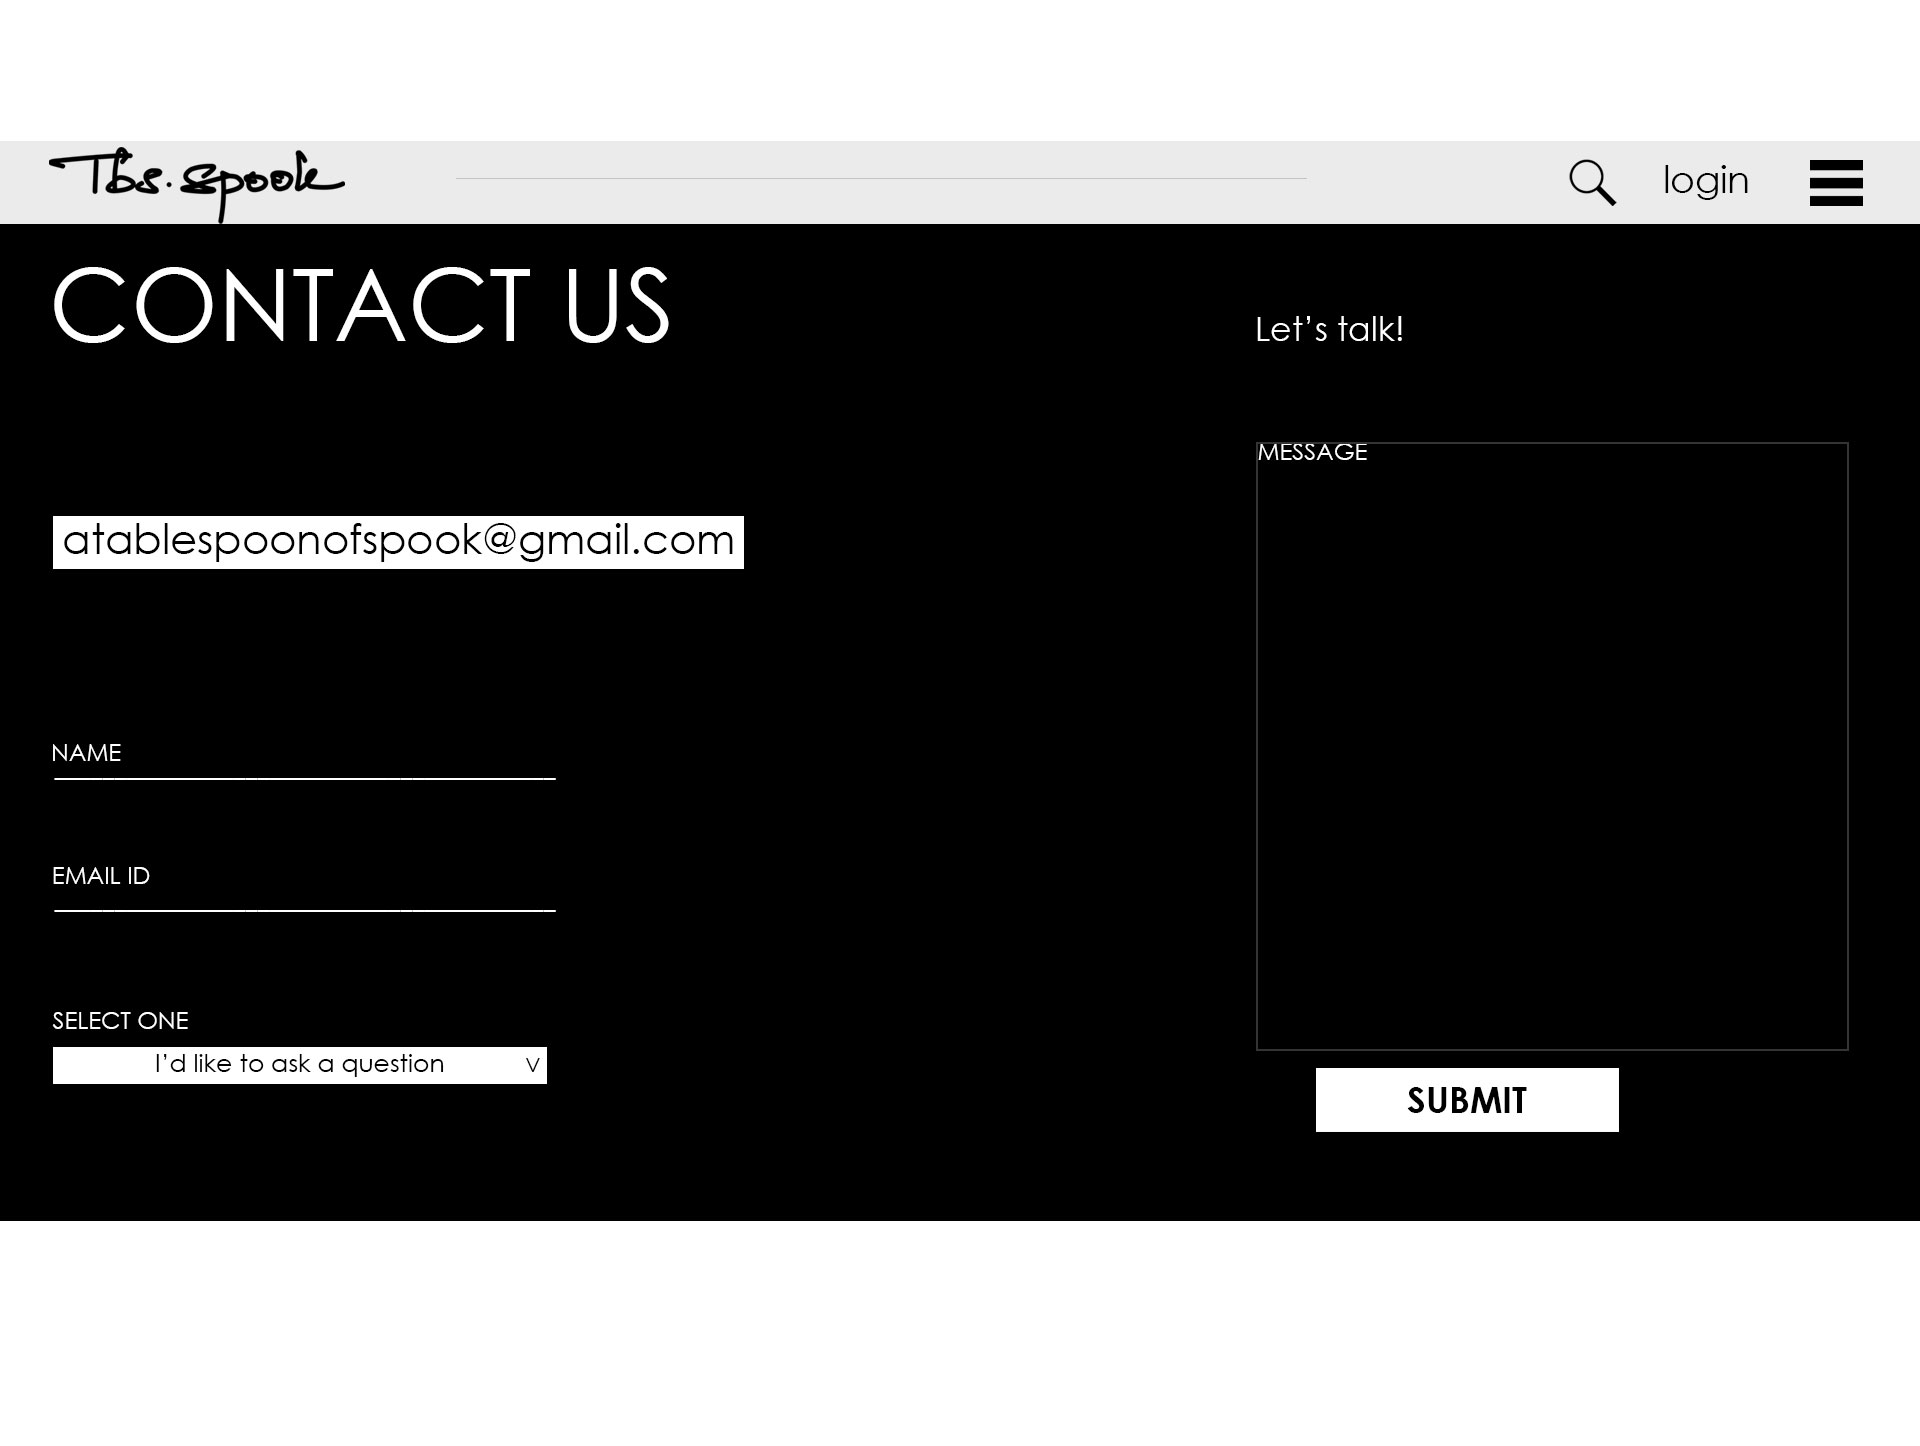 Tbs. spook
login
CONTACT US
Let’s talk!
MESSAGE
atablespoonofspook@gmail.com
NAME
EMAIL ID
SELECT ONE
I’d like to ask a question V
SUBMIT